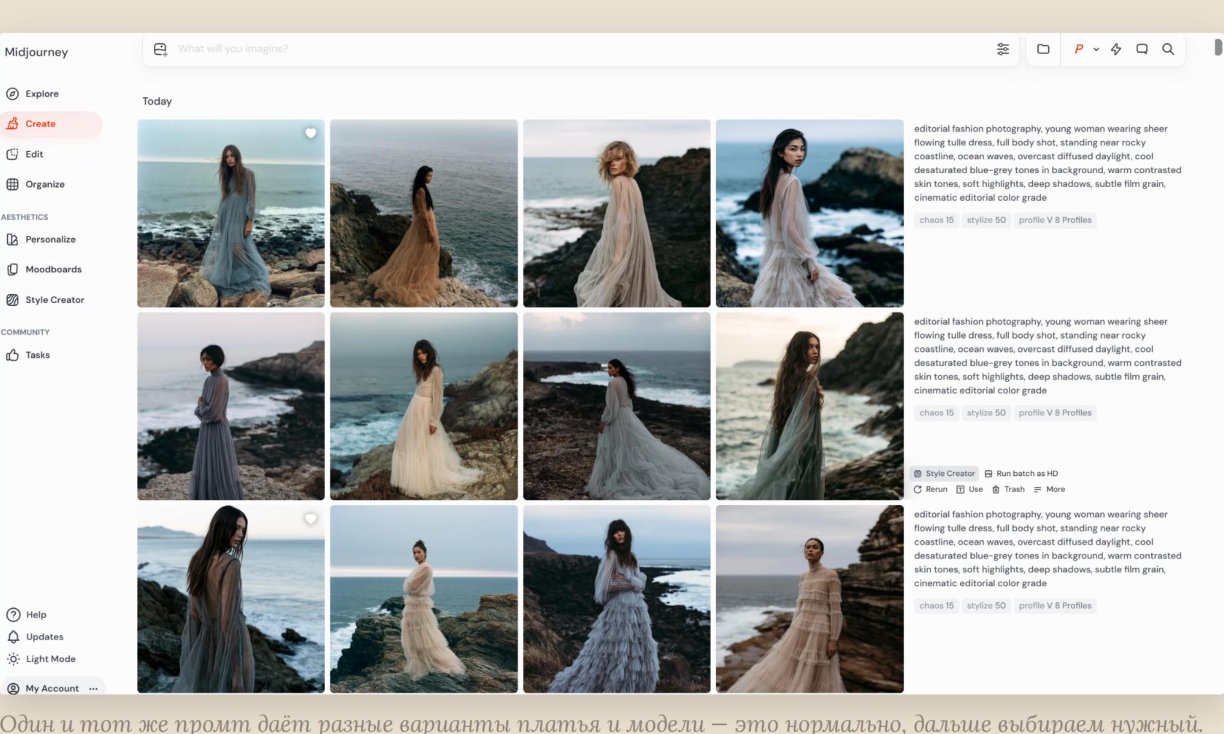 Midjourney
What will you imagine?
P
Explore
Create
Edit
Organize
AESTHETICS
Personalize
Moodboards
Style Creator
COMMUNITY
Tasks
Help
Updates
Light Mode
My Account ...
Today
editorial fashion photography, young woman wearing sheer
flowing tulle dress, full body shot, standing near rocky
coastline, ocean waves, overcast diffused daylight, cool
desaturated blue-grey tones in background, warm contrasted
skin tones, soft highlights, deep shadows, subtle film grain,
cinematic editorial color grade
chaos 15 stylize 50 profile V 8 Profiles
editorial fashion photography, young woman wearing sheer
flowing tulle dress, full body shot, standing near rocky
coastline, ocean waves, overcast diffused daylight, cool
desaturated blue-grey tones in background, warm contrasted
skin tones, soft highlights, deep shadows, subtle film grain,
cinematic editorial color grade
chaos 15 stylize 50 profile V 8 Profiles
Style Creator Run batch as HD
Rerun Use Trash More
editorial fashion photography, young woman wearing sheer
flowing tulle dress, full body shot, standing near rocky
coastline, ocean waves, overcast diffused daylight, cool
desaturated blue-grey tones in background, warm contrasted
skin tones, soft highlights, deep shadows, subtle film grain,
cinematic editorial color grade
chaos 15 stylize 50 profile V 8 Profiles
Один и тот же промт даёт разные варианты платья и модели — это нормально, дальше выбираем нужный.